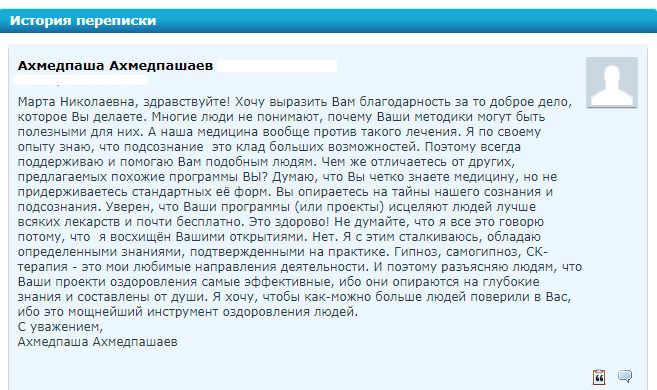 История переписки
Ахмедпаша Ахмедпашаев
Марта Николаевна, здравствуйте! Хочу выразить Вам благодарность за то доброе дело,
которое Вы делаете. Многие люди не понимают, почему Ваши методики могут быть
полезными для них. А наша медицина вообще против такого лечения. Я по своему
опыту знаю, что подсознание  это клад больших возможностей. Поэтому всегда
поддерживаю и помогаю Вам подобным людям. Чем же отличаетесь от других,
предлагаемых похожие программы ВЫ? Думаю, что Вы четко знаете медицину, но не
придерживаетесь стандартных её форм. Вы опираетесь на тайны нашего сознания и
подсознания. Уверен, что Ваши программы (или проекты) исцеляют людей лучше
всяких лекарств и почти бесплатно. Это здорово! Не думайте, что я все это говорю
потому, что  я восхищён Вашими открытиями. Нет. Я с этим сталкиваюсь, обладаю
определенными знаниями, подтвержденными на практике. Гипноз, самогипноз, СК-
терапия - это мои любимые направления деятельности. И поэтому разъясняю людям, что
Ваши проекти оздоровления самые эффективные, ибо они опираются на глубокие
знания и составлены от души. Я хочу, чтобы как-можно больше людей поверили в Вас,
ибо это мощнейший инструмент оздоровления людей.
С уважением,
Ахмедпаша Ахмедпашаев